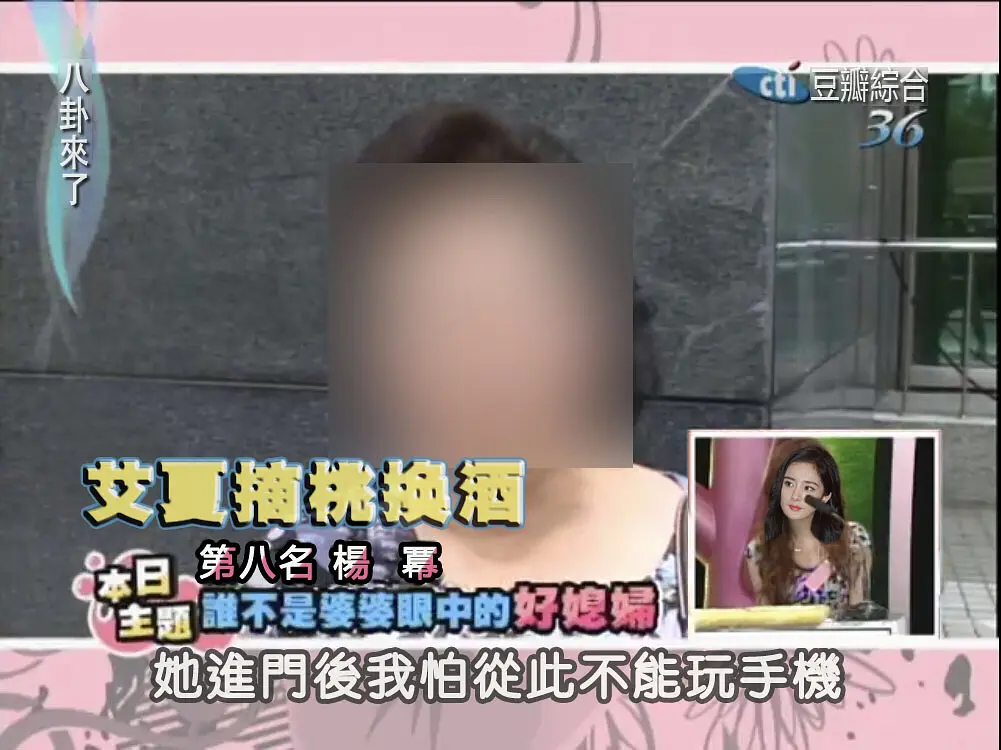 八卦來了
cti 豆瓣綜合
36
艾夏摘桃换酒
第八名 楊 冪
本日主題
誰不是婆婆眼中的好媳婦
她進門後我怕從此不能玩手機